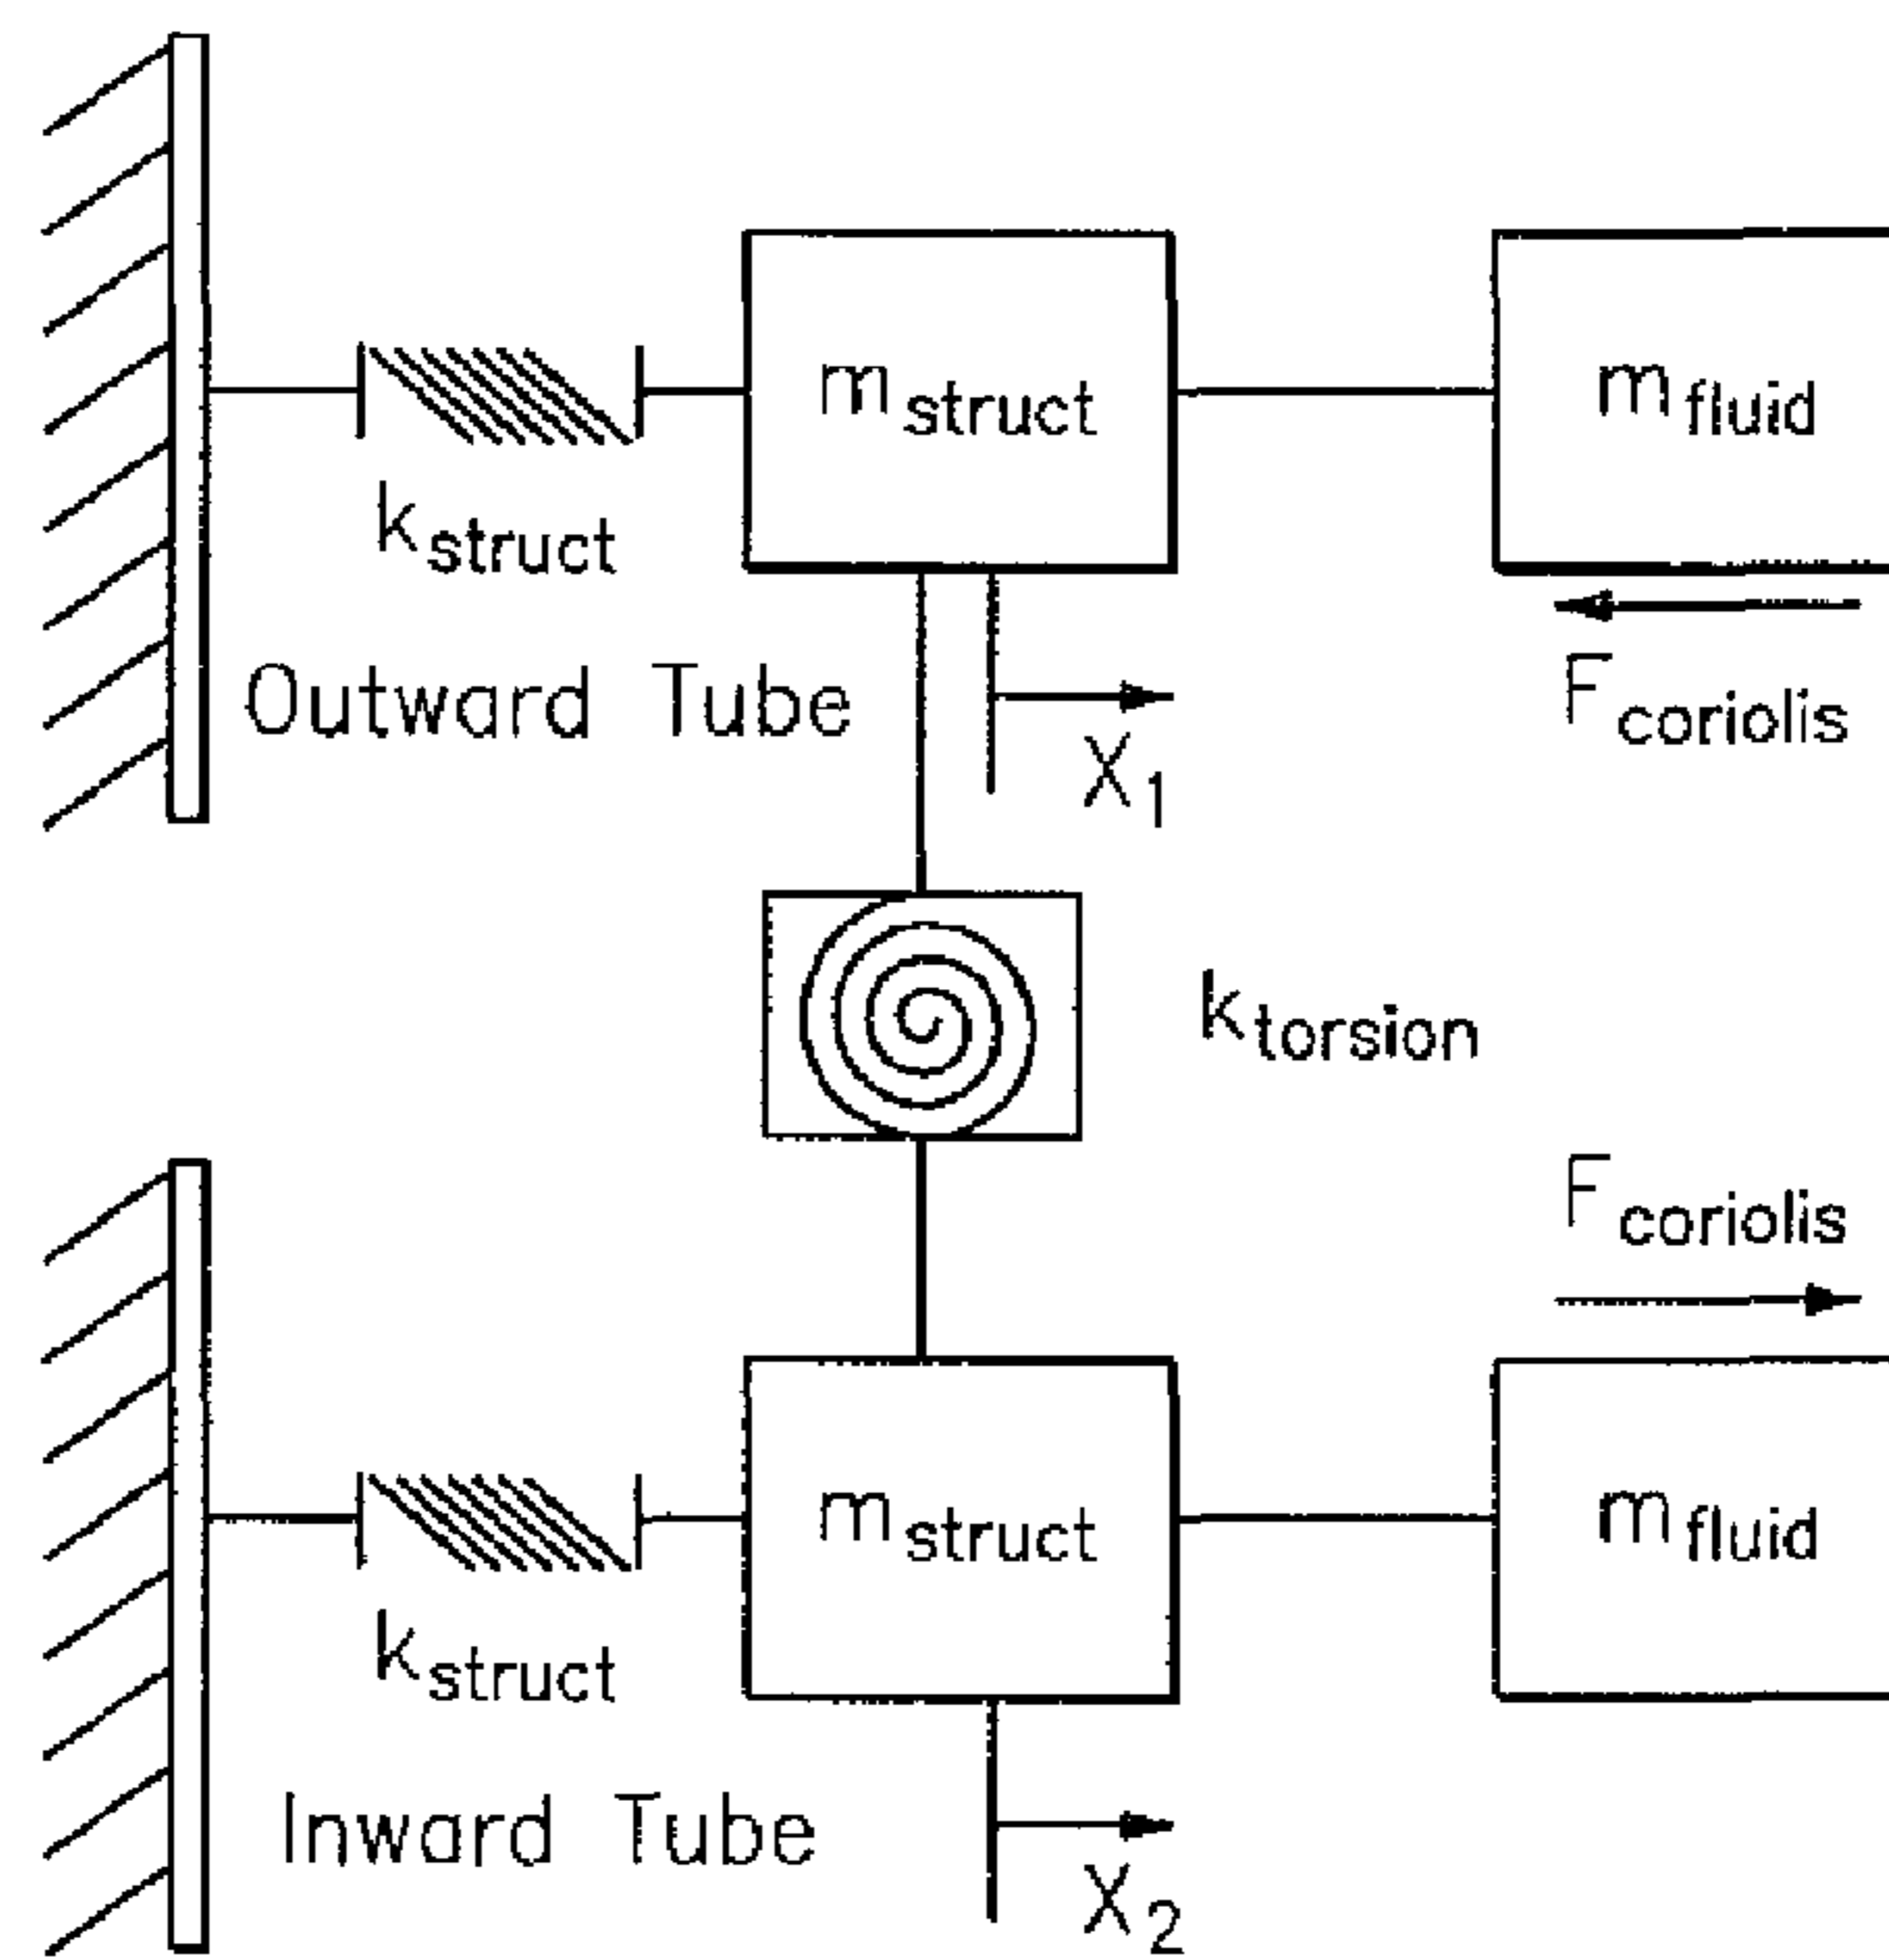 m struct
m fluid
k struct
Outward Tube
X1
F coriolis
k torsion
F coriolis
m struct
m fluid
k struct
Inward Tube
X2